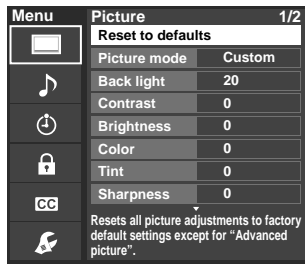 Menu
Picture 1/2
Reset to defaults
Picture mode Custom
Back light 20
Contrast 0
Brightness 0
Color 0
Tint 0
Sharpness 0
CC
Resets all picture adjustments to factory
default settings except for “Advanced
picture”.